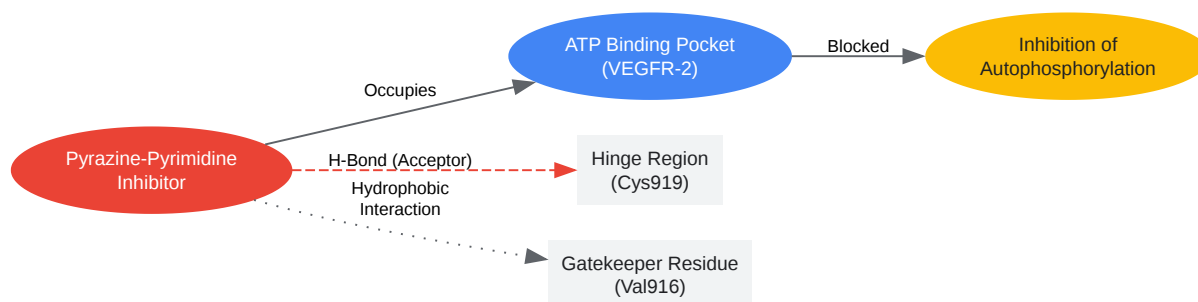 ATP Binding Pocket
(VEGFR-2)
Blocked
Inhibition of
Autophosphorylation
Occupies
Pyrazine-Pyrimidine
Inhibitor
H-Bond (Acceptor)
Hinge Region
(Cys919)
Hydrophobic
Interaction
Gatekeeper Residue
(Val916)